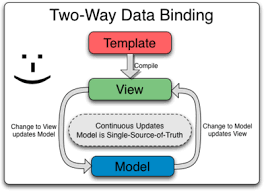 Two-Way Data Binding
Template
Compile
View
Change to View
updates Model
Continuous Updates
Model is Single-Source-of-Truth
Change to Model
updates View
Model